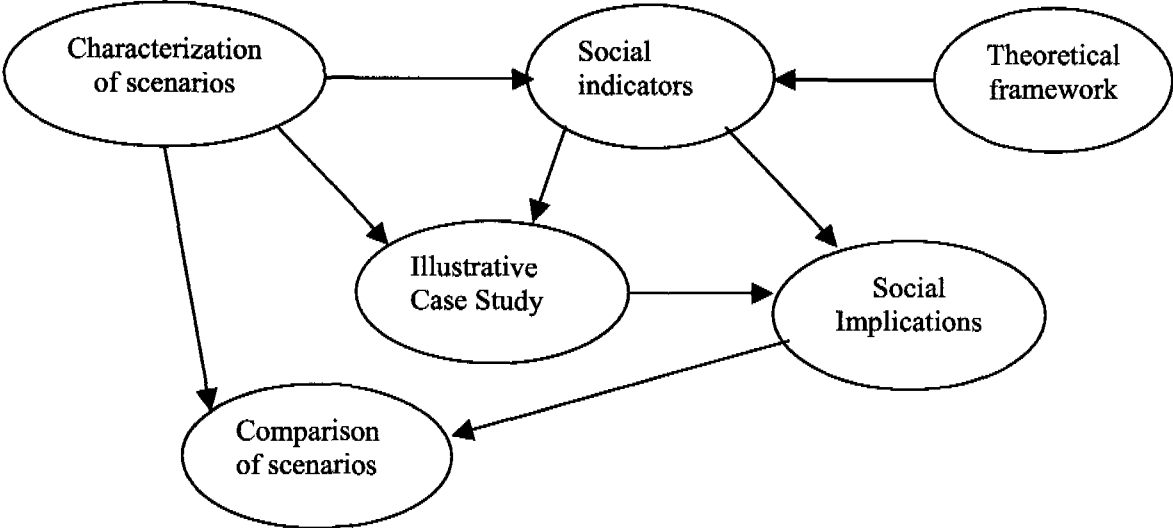 Characterization
of scenarios
Social
indicators
Theoretical
framework
Illustrative
Case Study
Social
Implications
Comparison
of scenarios